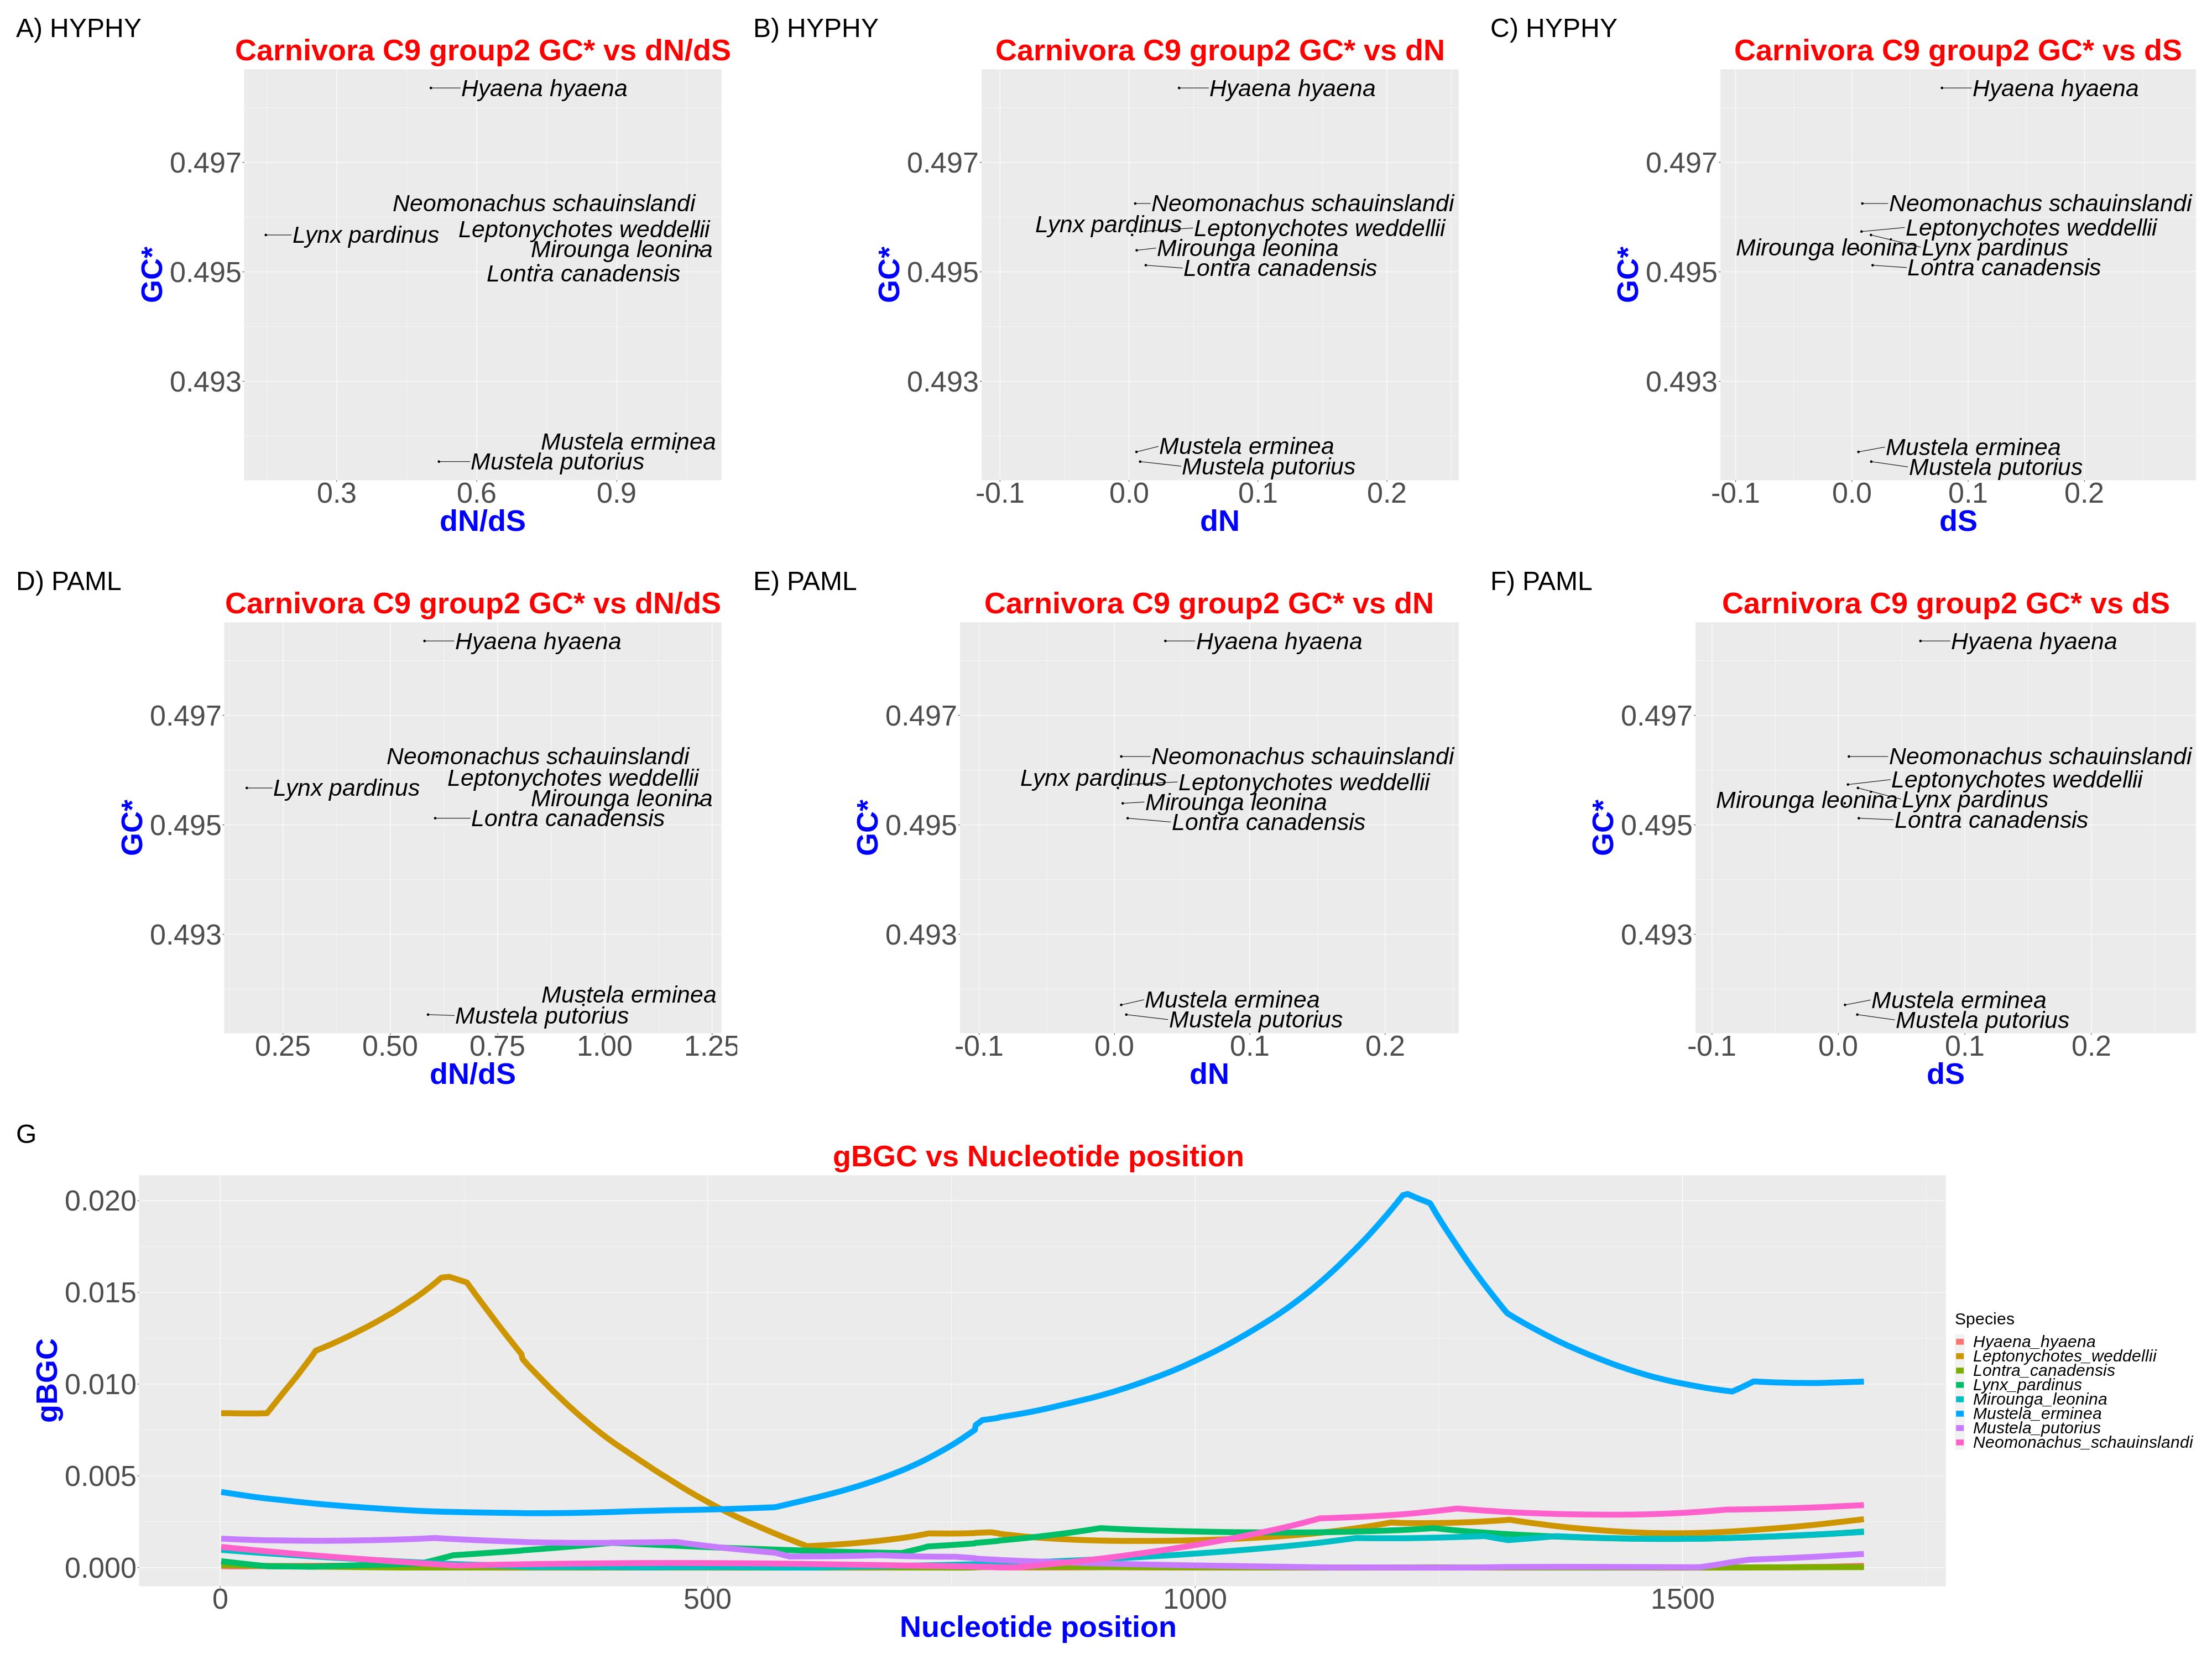 A) HYPHY
Carnivora C9 group2 GC* vs dN/dS
Hyaena hyaena
0.497
Neomonachus schauinslandi
Leptonychotes weddellii
Lynx pardinus
Mirounga leonina
GC*
0.495
Lontra canadensis
0.493
Mustela erminea
Mustela putorius
0.3 0.6 0.9
dN/dS
B) HYPHY
Carnivora C9 group2 GC* vs dN
Hyaena hyaena
0.497
Neomonachus schauinslandi
Lynx pardinus
Leptonychotes weddellii
Mirounga leonina
GC*
0.495
Lontra canadensis
0.493
Mustela erminea
Mustela putorius
-0.1 0.0 0.1 0.2
dN
C) HYPHY
Carnivora C9 group2 GC* vs dS
Hyaena hyaena
0.497
Neomonachus schauinslandi
Leptonychotes weddellii
Mirounga leonina
Lynx pardinus
GC*
0.495
Lontra canadensis
0.493
Mustela erminea
Mustela putorius
-0.1 0.0 0.1 0.2
dS
D) PAML
Carnivora C9 group2 GC* vs dN/dS
Hyaena hyaena
0.497
Neomonachus schauinslandi
Leptonychotes weddellii
Lynx pardinus
Mirounga leonina
Lontra canadensis
GC*
0.495
0.493
Mustela erminea
Mustela putorius
0.25 0.50 0.75 1.00 1.25
dN/dS
E) PAML
Carnivora C9 group2 GC* vs dN
Hyaena hyaena
0.497
Neomonachus schauinslandi
Lynx pardinus
Leptonychotes weddellii
Mirounga leonina
Lontra canadensis
GC*
0.495
0.493
Mustela erminea
Mustela putorius
-0.1 0.0 0.1 0.2
dN
F) PAML
Carnivora C9 group2 GC* vs dS
Hyaena hyaena
0.497
Neomonachus schauinslandi
Leptonychotes weddellii
Mirounga leonina
Lynx pardinus
Lontra canadensis
GC*
0.495
0.493
Mustela erminea
Mustela putorius
-0.1 0.0 0.1 0.2
dS
G
gBGC vs Nucleotide position
0.020
0.015
0.010
gBGC
0.005
0.000
0 500 1000 1500
Nucleotide position
Species
Hyaena_hyaena
Leptonychotes_weddellii
Lontra_canadensis
Lynx_pardinus
Mirounga_leonina
Mustela_erminea
Mustela_putorius
Neomonachus_schauinslandi